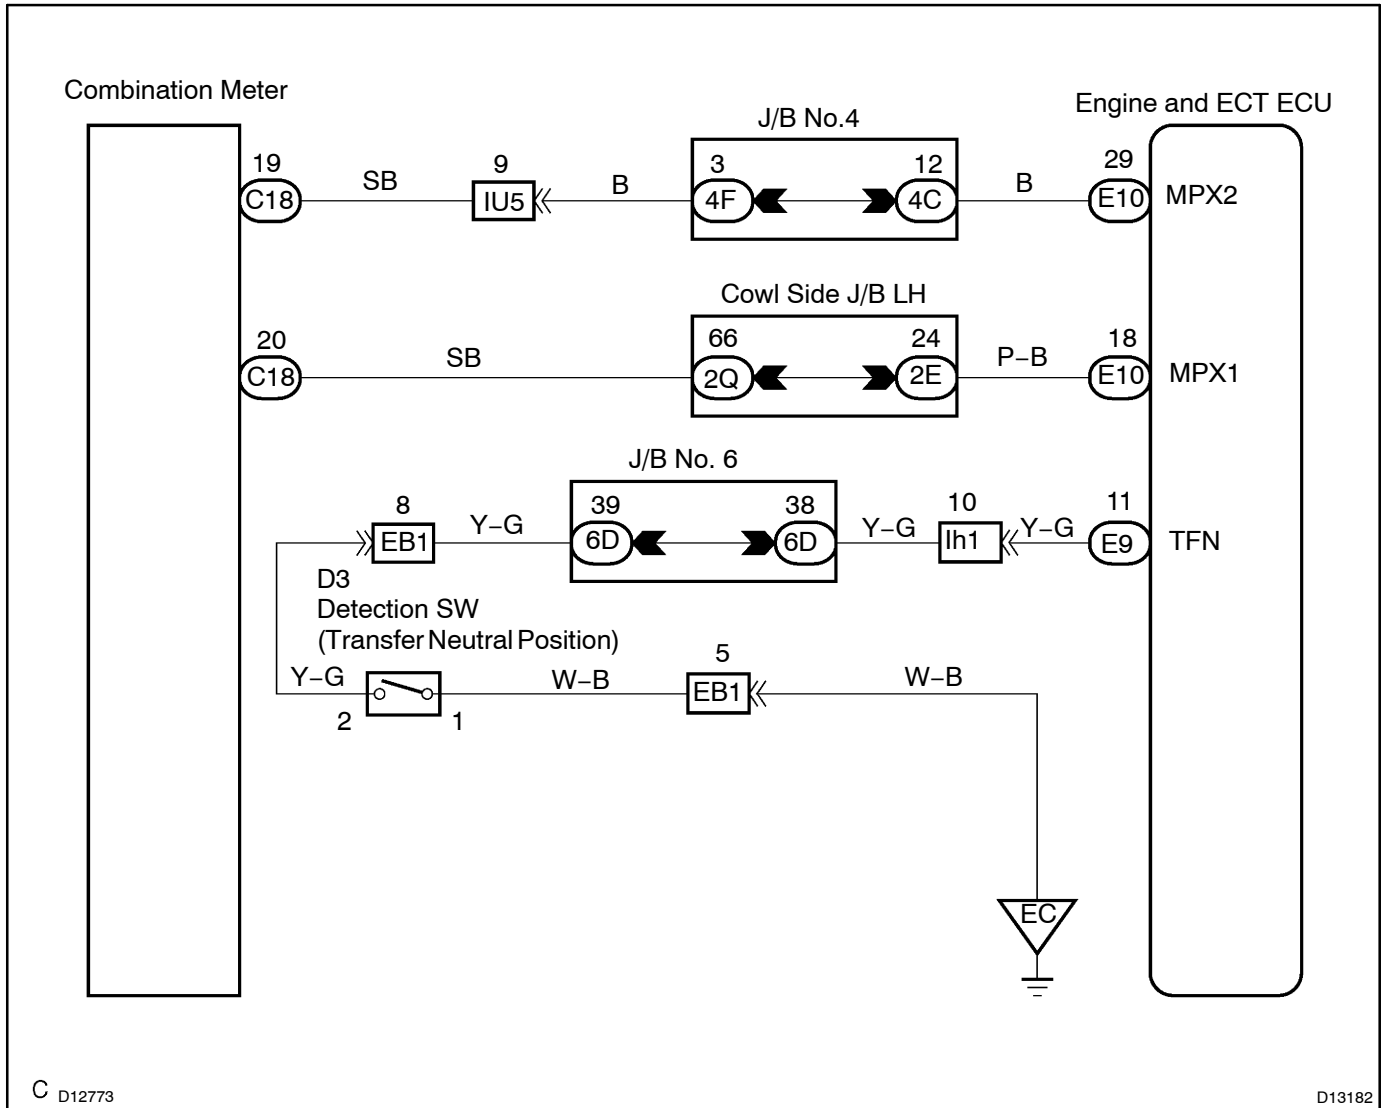 Combination Meter
Engine and ECT ECU
J/B No.4
19
9
3
12
29
C18
SB
IU5
B
4F
4C
B
E10
MPX2
Cowl Side J/B LH
20
66
24
18
C18
SB
2Q
2E
P–B
E10
MPX1
J/B No. 6
8
39
38
10
11
EB1
Y–G
6D
6D
Y–G
Ih1
Y–G
E9
TFN
D3
Detection SW
(Transfer Neutral Position)
5
Y–G
W–B
EB1
W–B
2
1
EC
C D12773
D13182